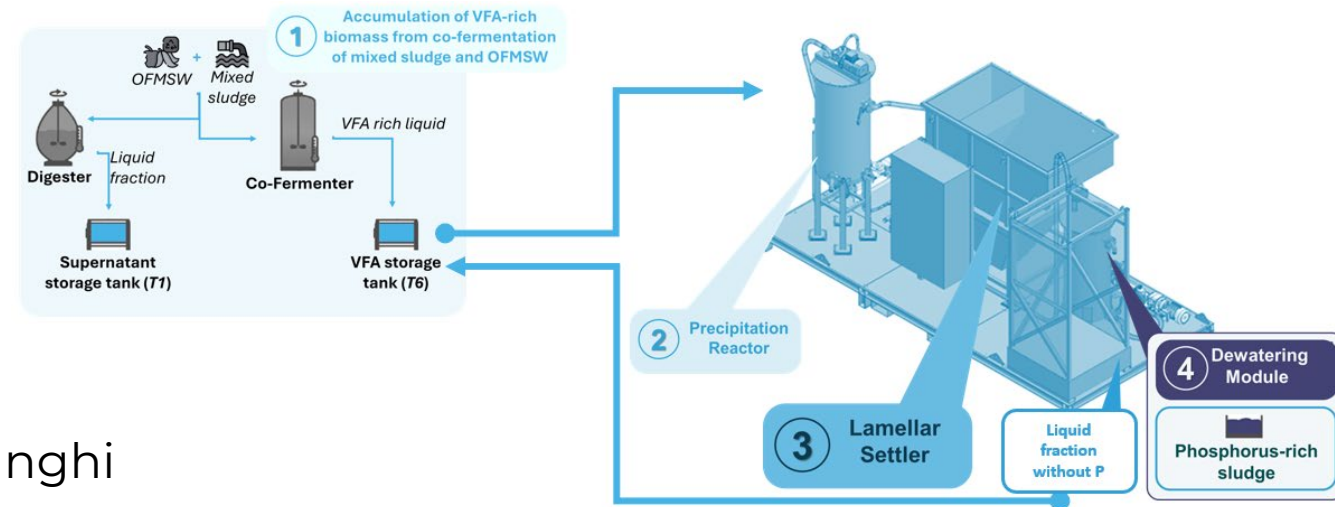 1
Accumulation of VFA-rich
biomass from co-fermentation
of mixed sludge and OFMSW
+
OFMSW
Mixed
sludge
VFA rich liquid
Liquid
fraction
Digester
Co-Fermenter
Supernatant
storage tank (T1)
VFA storage
tank (T6)
2
Precipitation
Reactor
3
Lamellar
Settler
Liquid
fraction
without P
4
Dewatering
Module
Phosphorus-rich
sludge
nghi